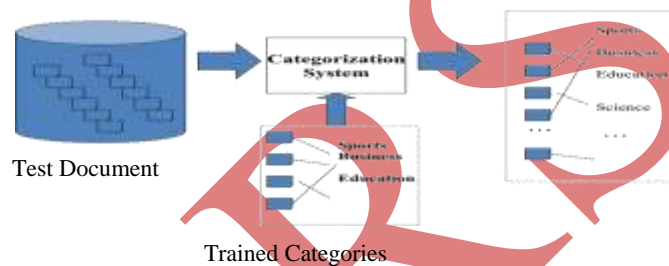 Categorization
System
Sports
Business
Education
Science
... ...
Test Document
Sports
Business
Education
Trained Categories